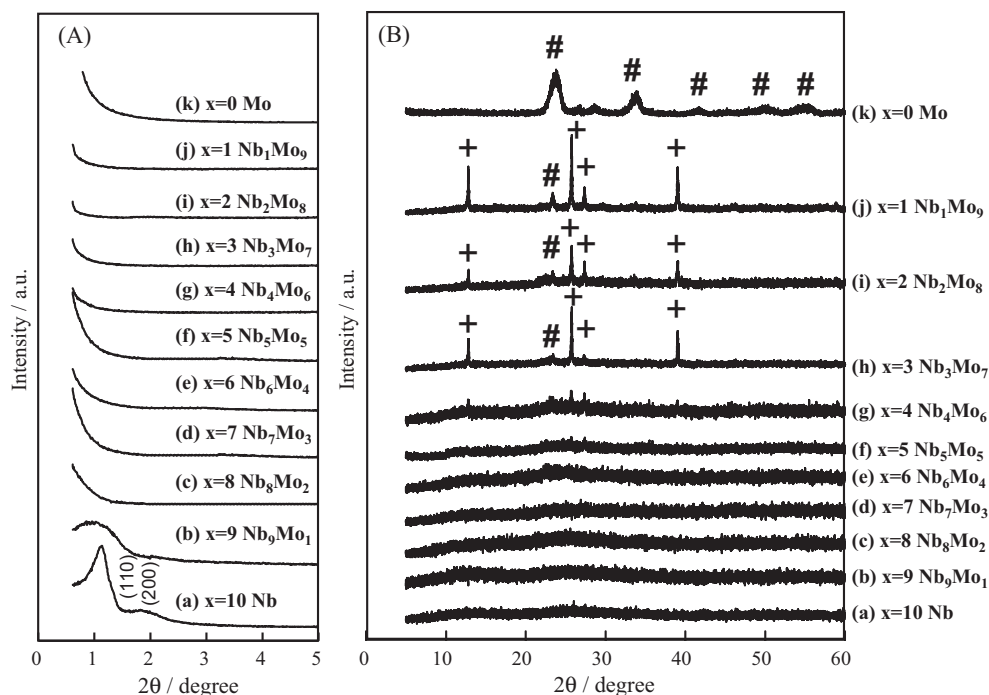 (A)
(k) x=0 Mo
(j) x=1 Nb₁Mo₉
(i) x=2 Nb₂Mo₈
(h) x=3 Nb₃Mo₇
(g) x=4 Nb₄Mo₆
(f) x=5 Nb₅Mo₅
(e) x=6 Nb₆Mo₄
(d) x=7 Nb₇Mo₃
(c) x=8 Nb₈Mo₂
(b) x=9 Nb₉Mo₁
(110)
(200)
(a) x=10 Nb
Intensity / a.u.
0 1 2 3 4 5
2θ / degree
(B)
# # # # #
(k) x=0 Mo
+ # + + +
(j) x=1 Nb₁Mo₉
+ # + + +
(i) x=2 Nb₂Mo₈
+ # + + +
(h) x=3 Nb₃Mo₇
(g) x=4 Nb₄Mo₆
(f) x=5 Nb₅Mo₅
(e) x=6 Nb₆Mo₄
(d) x=7 Nb₇Mo₃
(c) x=8 Nb₈Mo₂
(b) x=9 Nb₉Mo₁
(a) x=10 Nb
Intensity / a.u.
0 10 20 30 40 50 60
2θ / degree